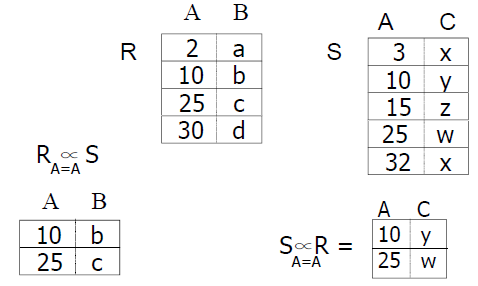 A B
R
2 a
10 b
25 c
30 d
A C
S
3 x
10 y
15 z
25 w
32 x
R ∝ S
A=A
A B
10 b
25 c
S∝R =
A=A
A C
10 y
25 w